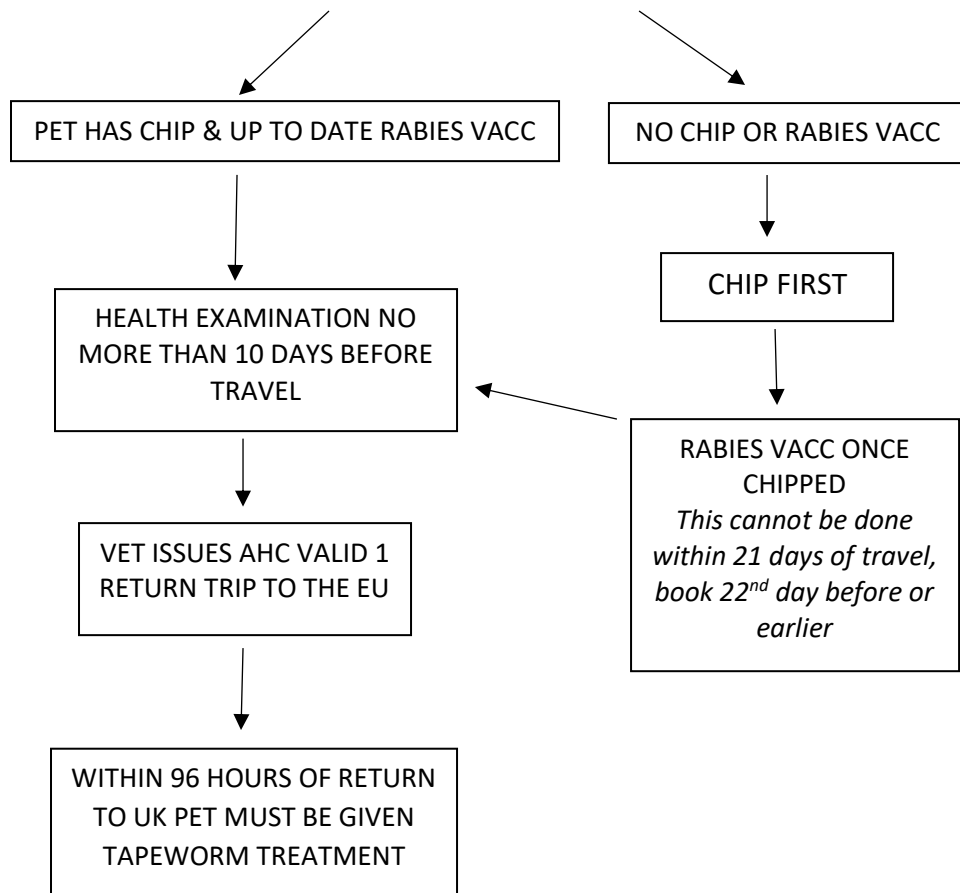 PET HAS CHIP & UP TO DATE RABIES VACC
NO CHIP OR RABIES VACC
CHIP FIRST
HEALTH EXAMINATION NO
MORE THAN 10 DAYS BEFORE
TRAVEL
RABIES VACC ONCE
CHIPPED
This cannot be done
within 21 days of travel,
book 22nd day before or
earlier
VET ISSUES AHC VALID 1
RETURN TRIP TO THE EU
WITHIN 96 HOURS OF RETURN
TO UK PET MUST BE GIVEN
TAPEWORM TREATMENT